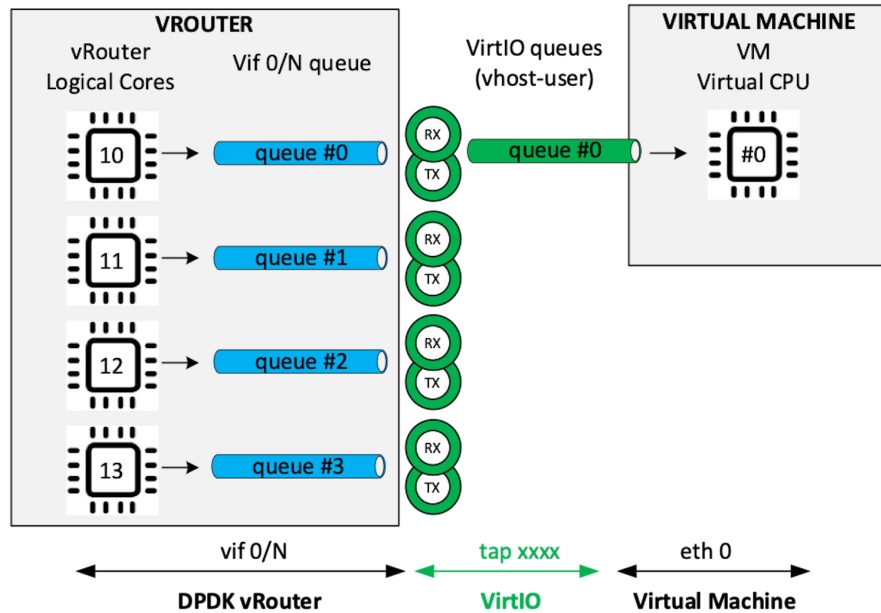 VROUTER
vRouter
Logical Cores
Vif 0/N queue
VirtIO queues
(vhost-user)
VIRTUAL MACHINE
VM
Virtual CPU
10
queue #0
RX
TX
queue #0
#0
11
queue #1
RX
TX
12
queue #2
RX
TX
13
queue #3
RX
TX
vif 0/N
tap xxxx
eth 0
DPDK vRouter
VirtIO
Virtual Machine